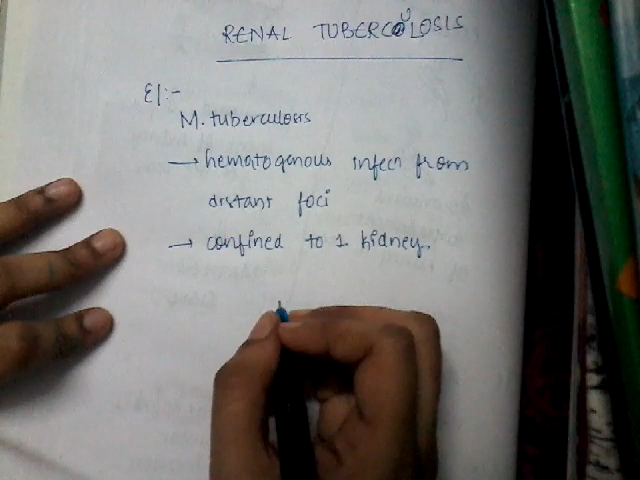 RENAL TUBERCULOSIS
E/:-
M. tuberculosis
→ hematogenous infecn from
distant foci
→ confined to 1 kidney.